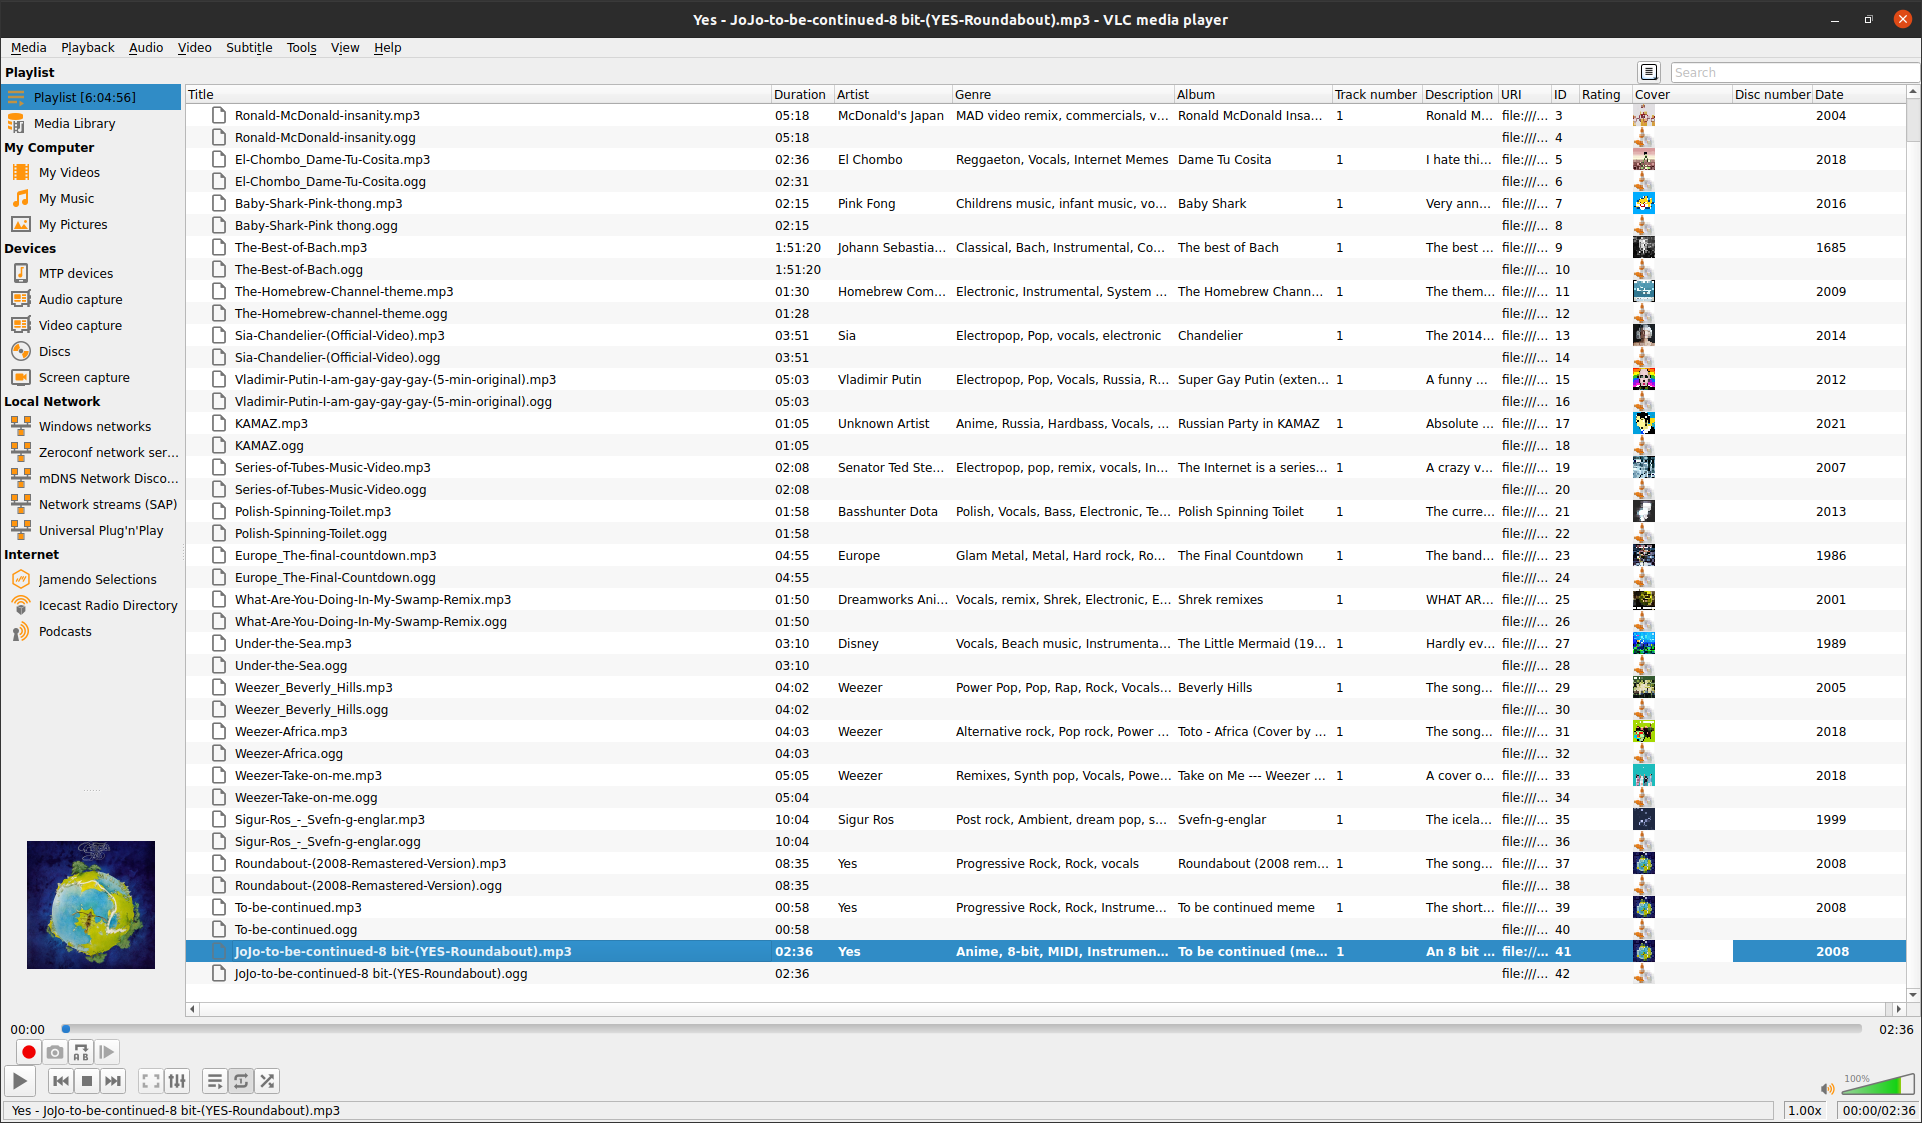 Yes - JoJo-to-be-continued-8 bit-(YES-Roundabout).mp3 - VLC media player
Media Playback Audio Video Subtitle Tools View Help
Playlist
Search
Playlist [6:04:56]
Media Library
My Computer
My Videos
My Music
My Pictures
Devices
MTP devices
Audio capture
Video capture
Discs
Screen capture
Local Network
Windows networks
Zeroconf network ser...
mDNS Network Disco...
Network streams (SAP)
Universal Plug'n'Play
Internet
Jamendo Selections
Icecast Radio Directory
Podcasts
Title Duration Artist Genre Album Track number Description URI ID Rating Cover Disc number Date
Ronald-McDonald-insanity.mp3 05:18 McDonald's Japan MAD video remix, commercials, v... Ronald McDonald Insa... 1 Ronald M... file:///... 3 2004
Ronald-McDonald-insanity.ogg 05:18 file:///... 4
El-Chombo_Dame-Tu-Cosita.mp3 02:36 El Chombo Reggaeton, Vocals, Internet Memes Dame Tu Cosita 1 I hate thi... file:///... 5 2018
El-Chombo_Dame-Tu-Cosita.ogg 02:31 file:///... 6
Baby-Shark-Pink-thong.mp3 02:15 Pink Fong Childrens music, infant music, vo... Baby Shark 1 Very ann... file:///... 7 2016
Baby-Shark-Pink thong.ogg 02:15 file:///... 8
The-Best-of-Bach.mp3 1:51:20 Johann Sebastia... Classical, Bach, Instrumental, Co... The best of Bach 1 The best ... file:///... 9 1685
The-Best-of-Bach.ogg 1:51:20 file:///... 10
The-Homebrew-Channel-theme.mp3 01:30 Homebrew Com... Electronic, Instrumental, System ... The Homebrew Chann... 1 The them... file:///... 11 2009
The-Homebrew-channel-theme.ogg 01:28 file:///... 12
Sia-Chandelier-(Official-Video).mp3 03:51 Sia Electropop, Pop, vocals, electronic Chandelier 1 The 2014... file:///... 13 2014
Sia-Chandelier-(Official-Video).ogg 03:51 file:///... 14
Vladimir-Putin-I-am-gay-gay-gay-(5-min-original).mp3 05:03 Vladimir Putin Electropop, Pop, Vocals, Russia, R... Super Gay Putin (exten... 1 A funny ... file:///... 15 2012
Vladimir-Putin-I-am-gay-gay-gay-(5-min-original).ogg 05:03 file:///... 16
KAMAZ.mp3 01:05 Unknown Artist Anime, Russia, Hardbass, Vocals, ... Russian Party in KAMAZ 1 Absolute ... file:///... 17 2021
KAMAZ.ogg 01:05 file:///... 18
Series-of-Tubes-Music-Video.mp3 02:08 Senator Ted Ste... Electropop, pop, remix, vocals, In... The Internet is a series... 1 A crazy v... file:///... 19 2007
Series-of-Tubes-Music-Video.ogg 02:08 file:///... 20
Polish-Spinning-Toilet.mp3 01:58 Basshunter Dota Polish, Vocals, Bass, Electronic, Te... Polish Spinning Toilet 1 The curre... file:///... 21 2013
Polish-Spinning-Toilet.ogg 01:58 file:///... 22
Europe_The-final-countdown.mp3 04:55 Europe Glam Metal, Metal, Hard rock, Ro... The Final Countdown 1 The band... file:///... 23 1986
Europe_The-Final-Countdown.ogg 04:55 file:///... 24
What-Are-You-Doing-In-My-Swamp-Remix.mp3 01:50 Dreamworks Ani... Vocals, remix, Shrek, Electronic, E... Shrek remixes 1 WHAT AR... file:///... 25 2001
What-Are-You-Doing-In-My-Swamp-Remix.ogg 01:50 file:///... 26
Under-the-Sea.mp3 03:10 Disney Vocals, Beach music, Instrumenta... The Little Mermaid (19... 1 Hardly ev... file:///... 27 1989
Under-the-Sea.ogg 03:10 file:///... 28
Weezer_Beverly_Hills.mp3 04:02 Weezer Power Pop, Pop, Rap, Rock, Vocals... Beverly Hills 1 The song... file:///... 29 2005
Weezer_Beverly_Hills.ogg 04:02 file:///... 30
Weezer-Africa.mp3 04:03 Weezer Alternative rock, Pop rock, Power ... Toto - Africa (Cover by ... 1 The song... file:///... 31 2018
Weezer-Africa.ogg 04:03 file:///... 32
Weezer-Take-on-me.mp3 05:05 Weezer Remixes, Synth pop, Vocals, Powe... Take on Me --- Weezer ... 1 A cover o... file:///... 33 2018
Weezer-Take-on-me.ogg 05:04 file:///... 34
Sigur-Ros_-_Svefn-g-englar.mp3 10:04 Sigur Ros Post rock, Ambient, dream pop, s... Svefn-g-englar 1 The icela... file:///... 35 1999
Sigur-Ros_-_Svefn-g-englar.ogg 10:04 file:///... 36
Roundabout-(2008-Remastered-Version).mp3 08:35 Yes Progressive Rock, Rock, vocals Roundabout (2008 rem... 1 The song... file:///... 37 2008
Roundabout-(2008-Remastered-Version).ogg 08:35 file:///... 38
To-be-continued.mp3 00:58 Yes Progressive Rock, Rock, Instrume... To be continued meme 1 The short... file:///... 39 2008
To-be-continued.ogg 00:58 file:///... 40
JoJo-to-be-continued-8 bit-(YES-Roundabout).mp3 02:36 Yes Anime, 8-bit, MIDI, Instrumen... To be continued (me... 1 An 8 bit ... file://... 41 2008
JoJo-to-be-continued-8 bit-(YES-Roundabout).ogg 02:36 file:///... 42
00:00 02:36
A B
100%
Yes - JoJo-to-be-continued-8 bit-(YES-Roundabout).mp3 1.00x 00:00/02:36